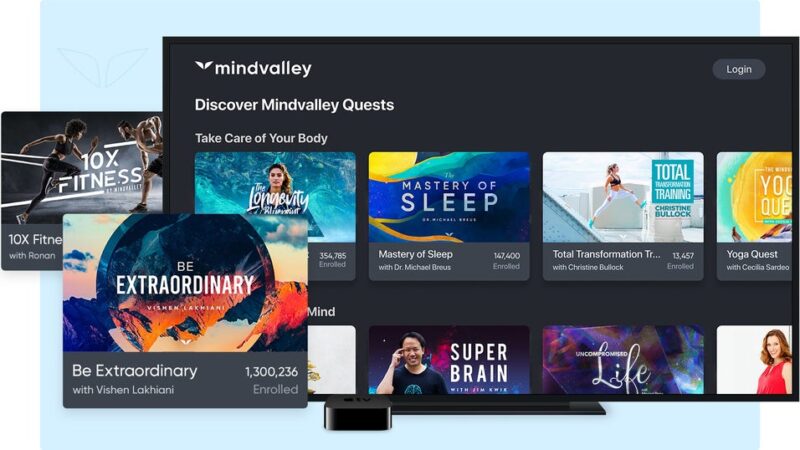 mindvalley
Login
Discover Mindvalley Quests
Take Care of Your Body
10X
FITNESS
BY MINDVALLEY
10X Fitne
with Ronan
The
Longevity
Blueprint
354,785
Enrolled
The
MASTERY OF
SLEEP
DR. MICHAEL BREUS
Mastery of Sleep
147,400
with Dr. Michael Breus
Enrolled
TOTAL
TRANSFORMATION
TRAINING
CHRISTINE
BULLOCK
Total Transformation Tr...
13,457
with Christine Bullock
Enrolled
THE MINDV
YOG
QUEST
WITH CECILIA
Yoga Quest
with Cecilia Sardeo
BE
EXTRAORDINARY
VISHEN LAKHIANI
Be Extraordinary
1,300,236
with Vishen Lakhiani
Enrolled
Mind
SUPER
BRAIN
WITH JIM KWIK
UNCOMPROMISED
Life